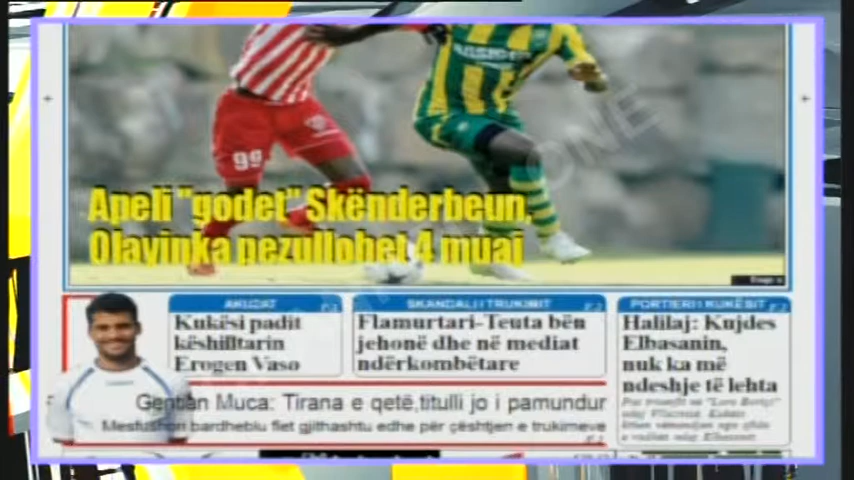 99
ONE
Apeli "godet" Skënderbeun,
Olayinka pezullohet 4 muaj
AKUZAT
Kukësi padit
këshilltarin
Erogen Vaso
SKANDALI I TRUKIMIT
Flamurtari-Teuta bën
jehonë dhe në mediat
ndërkombëtare
PORTIERI I KUKËSIT
Halilaj: Kujdes
Elbasanin,
nuk ka më
ndeshje të lehta
Gentian Muca: Tirana e qetë,titulli jo i pamundur
Mesfushori bardheblu flet gjithashtu edhe për çështjen e trukimeve